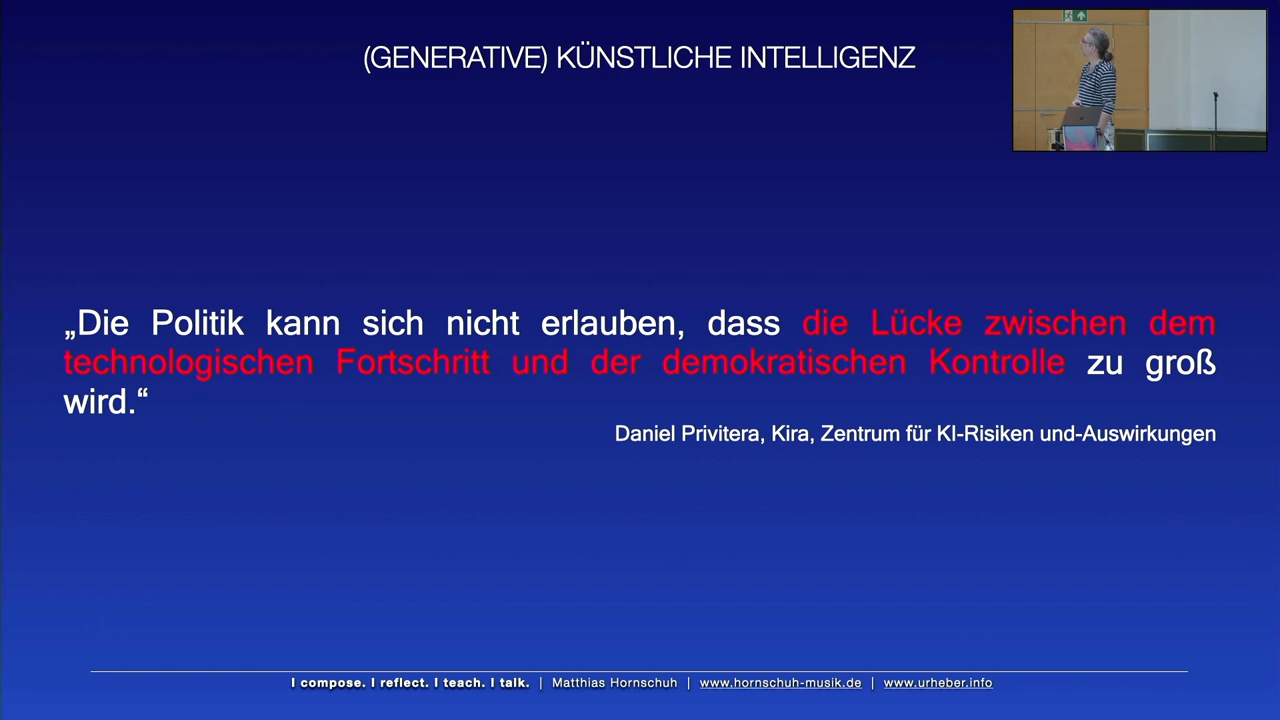 (GENERATIVE) KÜNSTLICHE INTELLIGENZ
„Die Politik kann sich nicht erlauben, dass die Lücke zwischen dem
technologischen Fortschritt und der demokratischen Kontrolle zu groß
wird.“
Daniel Privitera, Kira, Zentrum für KI-Risiken und-Auswirkungen
I compose. I reflect. I teach. I talk. | Matthias Hornschuh | www.hornschuh-musik.de | www.urheber.info